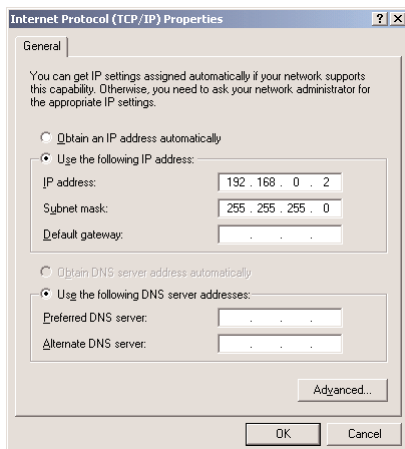 Internet Protocol (TCP/IP) Properties ? X
General
You can get IP settings assigned automatically if your network supports
this capability. Otherwise, you need to ask your network administrator for
the appropriate IP settings.
Obtain an IP address automatically
Use the following IP address:
IP address: 192 . 168 . 0 . 2
Subnet mask: 255 . 255 . 255 . 0
Default gateway: . . .
Obtain DNS server address automatically
Use the following DNS server addresses:
Preferred DNS server: . . .
Alternate DNS server: . . .
Advanced...
OK Cancel